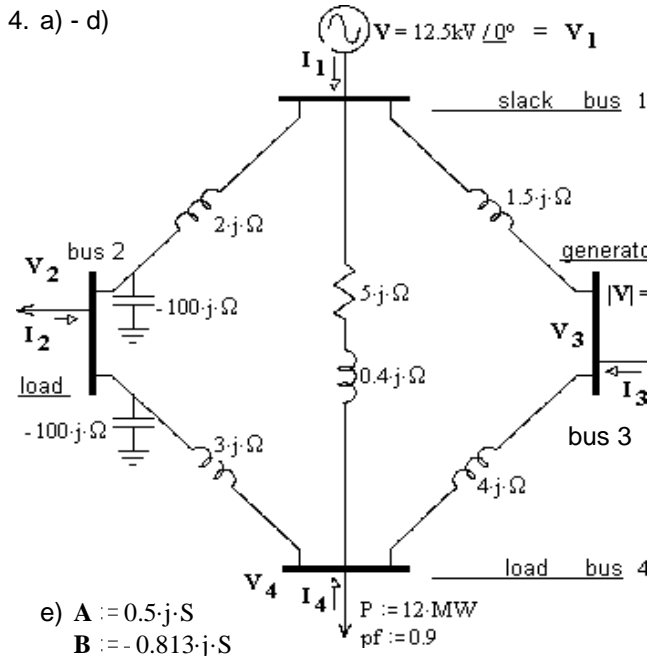 4. a) - d)
V = 12.5kV /0º = V1
I1
slack bus 1
2·j·Ω
1.5·j·Ω
bus 2
generato
V2
-100·j·Ω
5·j·Ω
|V| =
V3
I2
0.4·j·Ω
I3
load
-100·j·Ω
bus 3
3·j·Ω
4·j·Ω
V4
I4
load bus 4
P := 12·MW
pf := 0.9
e) A := 0.5·j·S
B := - 0.813·j·S